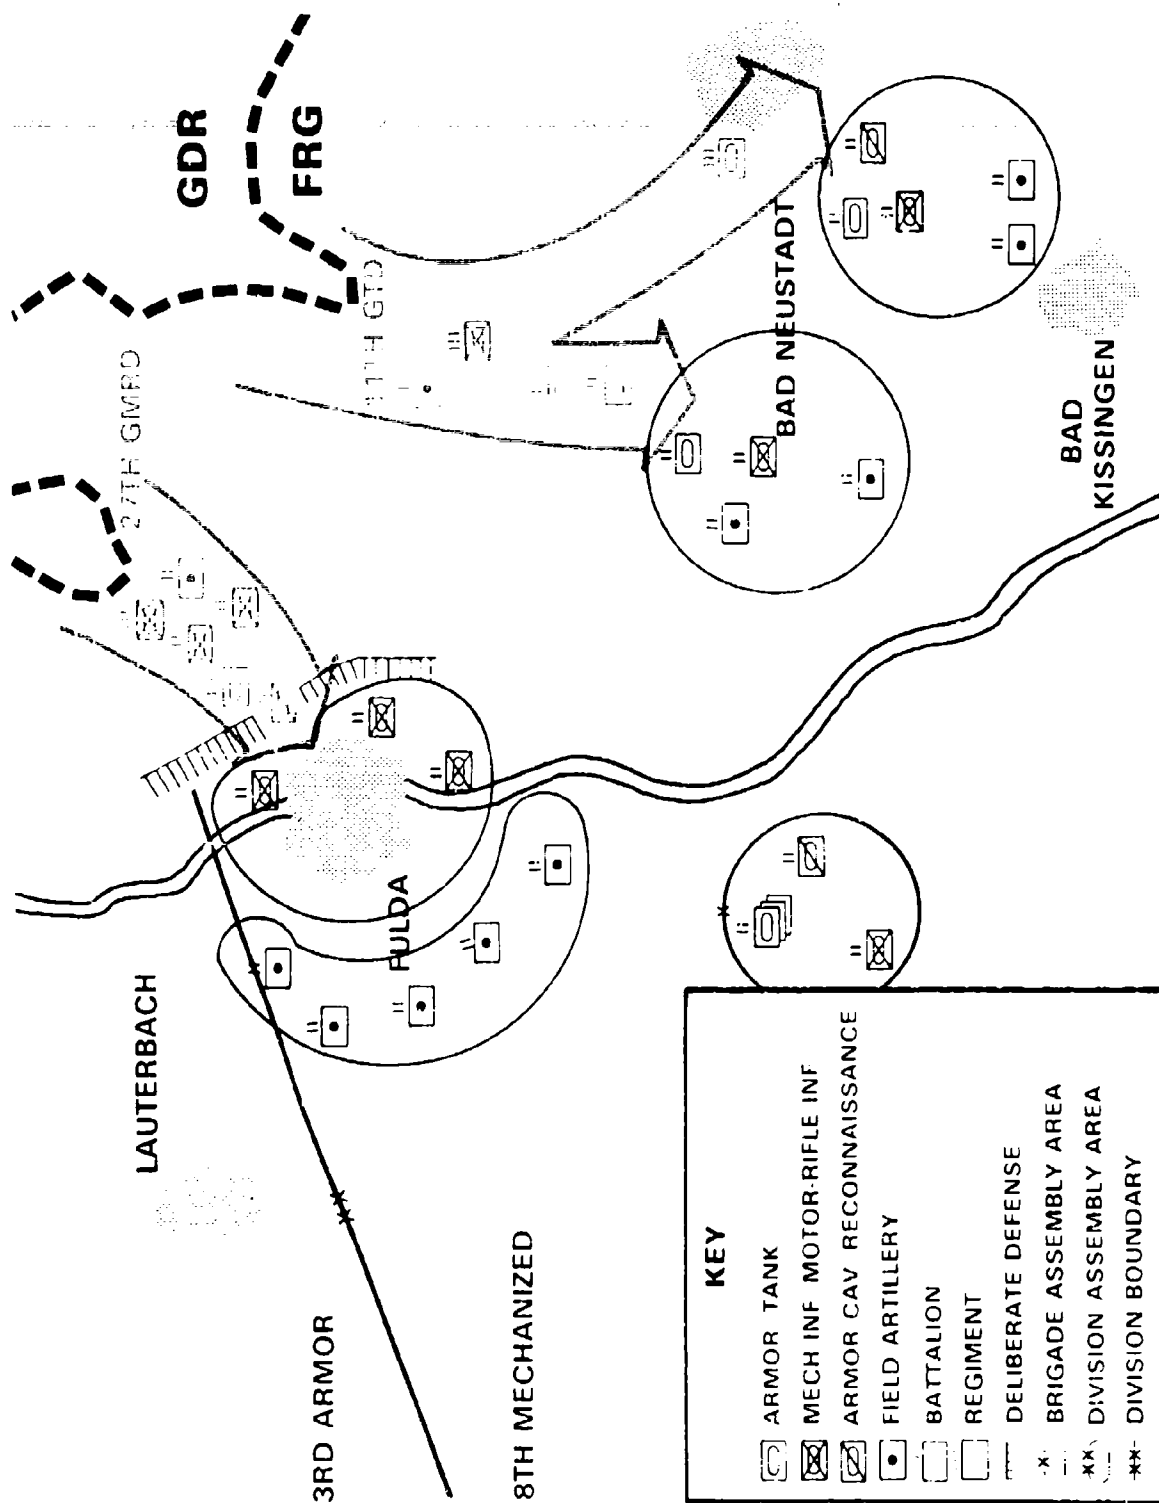 GDR
FRG
27TH GMRD
LAUTERBACH
FULDA
BAD NEUSTADT
BAD
KISSINGEN
3RD ARMOR
8TH MECHANIZED
KEY
ARMOR TANK
MECH INF MOTOR-RIFLE INF
ARMOR CAV RECONNAISSANCE
FIELD ARTILLERY
BATTALION
REGIMENT
DELIBERATE DEFENSE
BRIGADE ASSEMBLY AREA
DIVISION ASSEMBLY AREA
DIVISION BOUNDARY